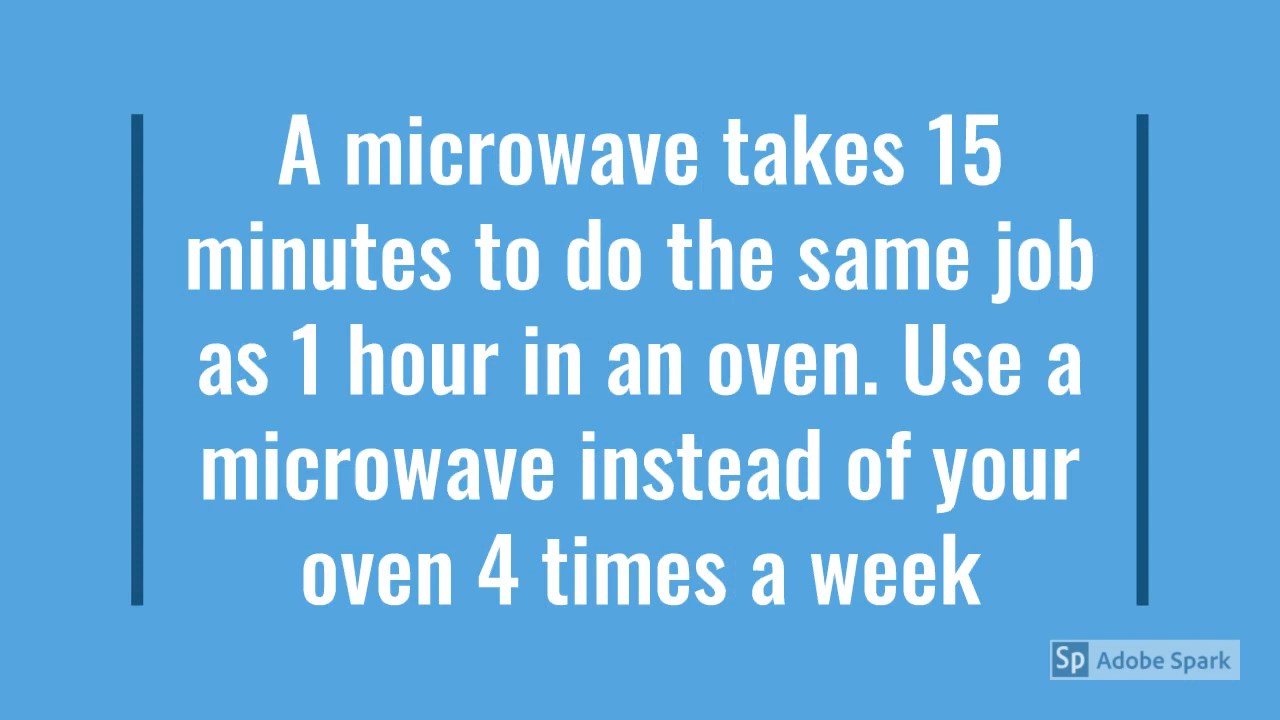 A microwave takes 15
minutes to do the same job
as 1 hour in an oven. Use a
microwave instead of your
oven 4 times a week
Sp Adobe Spark